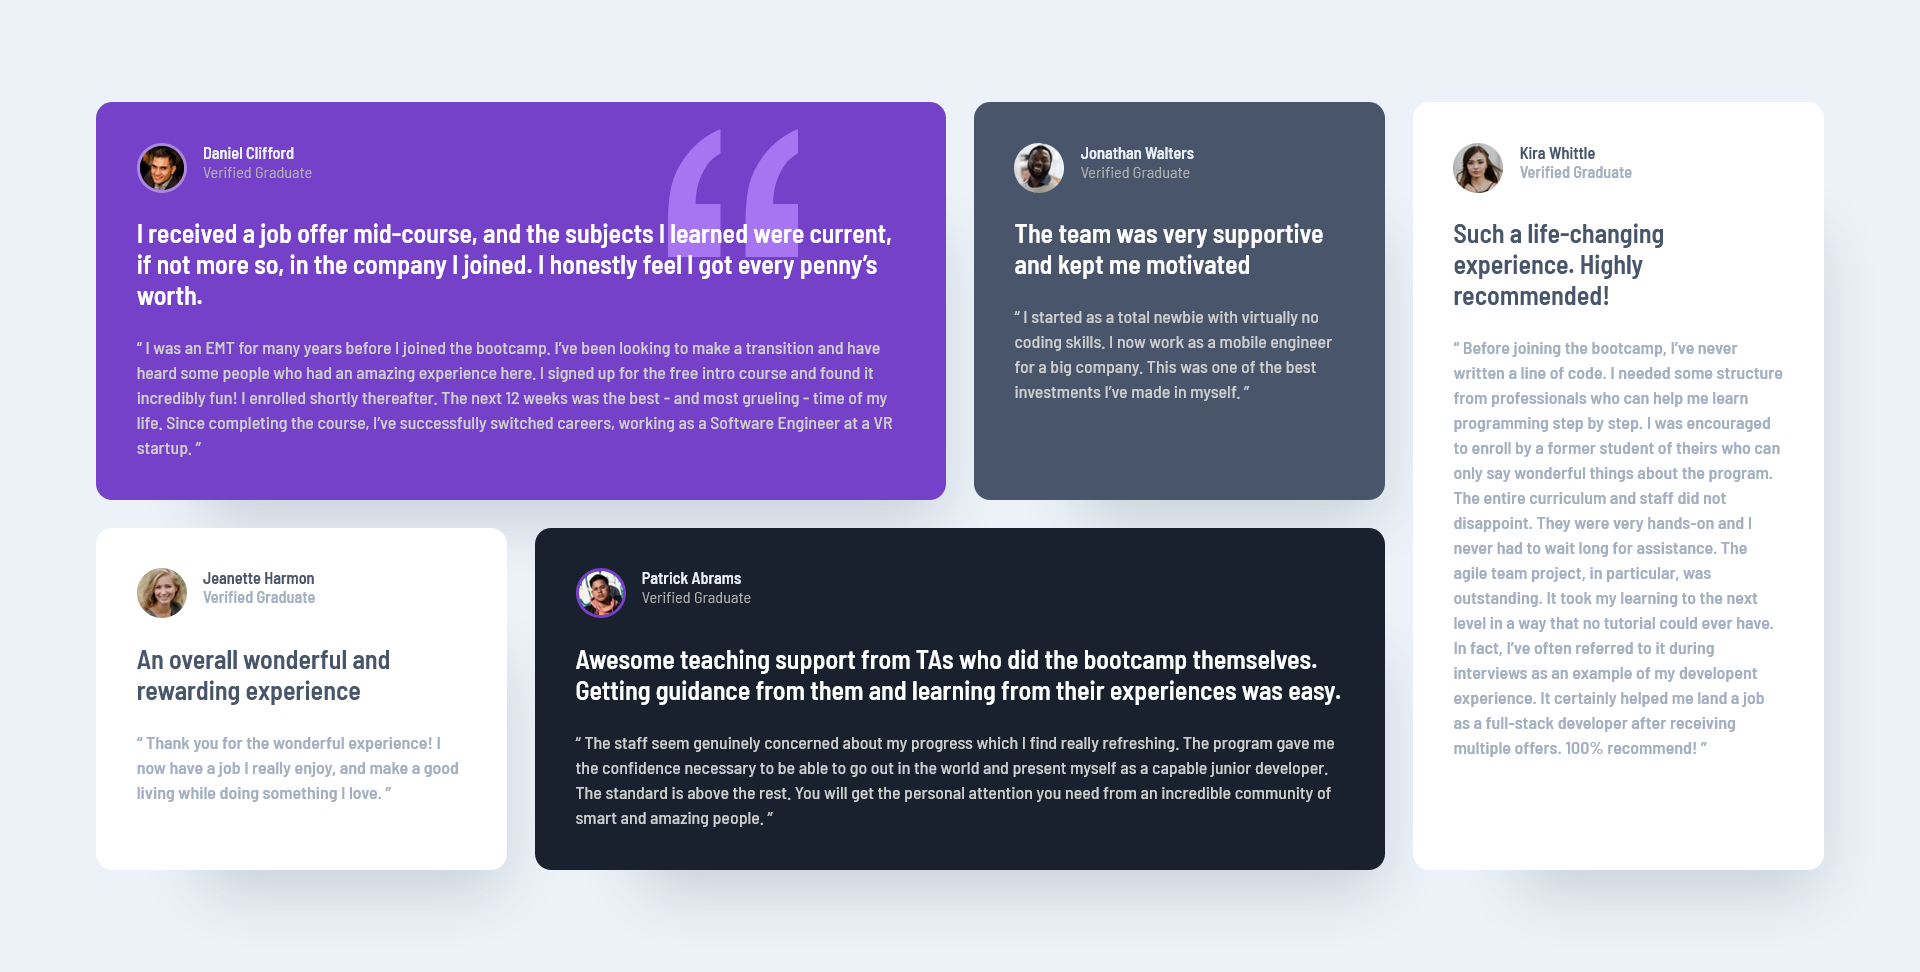 Daniel Clifford
Verified Graduate
I received a job offer mid-course, and the subjects I learned were current,
if not more so, in the company I joined. I honestly feel I got every penny’s
worth.
“ I was an EMT for many years before I joined the bootcamp. I’ve been looking to make a transition and have
heard some people who had an amazing experience here. I signed up for the free intro course and found it
incredibly fun! I enrolled shortly thereafter. The next 12 weeks was the best - and most grueling - time of my
life. Since completing the course, I’ve successfully switched careers, working as a Software Engineer at a VR
startup. ”
Jonathan Walters
Verified Graduate
The team was very supportive
and kept me motivated
“ I started as a total newbie with virtually no
coding skills. I now work as a mobile engineer
for a big company. This was one of the best
investments I’ve made in myself. ”
Kira Whittle
Verified Graduate
Such a life-changing
experience. Highly
recommended!
“ Before joining the bootcamp, I’ve never
written a line of code. I needed some structure
from professionals who can help me learn
programming step by step. I was encouraged
to enroll by a former student of theirs who can
only say wonderful things about the program.
The entire curriculum and staff did not
disappoint. They were very hands-on and I
never had to wait long for assistance. The
agile team project, in particular, was
outstanding. It took my learning to the next
level in a way that no tutorial could ever have.
In fact, I’ve often referred to it during
interviews as an example of my developent
experience. It certainly helped me land a job
as a full-stack developer after receiving
multiple offers. 100% recommend! ”
Jeanette Harmon
Verified Graduate
An overall wonderful and
rewarding experience
“ Thank you for the wonderful experience! I
now have a job I really enjoy, and make a good
living while doing something I love. ”
Patrick Abrams
Verified Graduate
Awesome teaching support from TAs who did the bootcamp themselves.
Getting guidance from them and learning from their experiences was easy.
“ The staff seem genuinely concerned about my progress which I find really refreshing. The program gave me
the confidence necessary to be able to go out in the world and present myself as a capable junior developer.
The standard is above the rest. You will get the personal attention you need from an incredible community of
smart and amazing people. ”